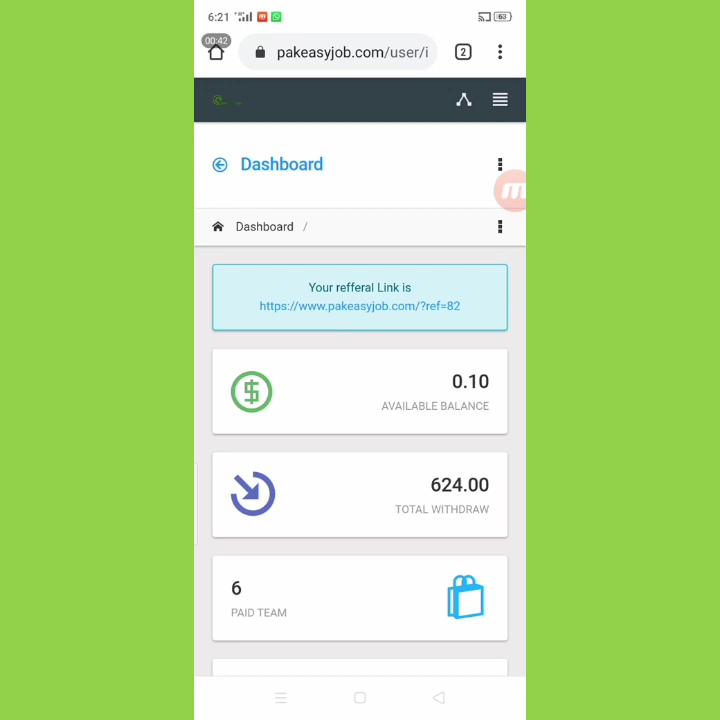 6:21
63
00:42
pakeasyjob.com/user/i
2
Dashboard
Dashboard /
Your refferal Link is
https://www.pakeasyjob.com/?ref=82
0.10
AVAILABLE BALANCE
624.00
TOTAL WITHDRAW
6
PAID TEAM